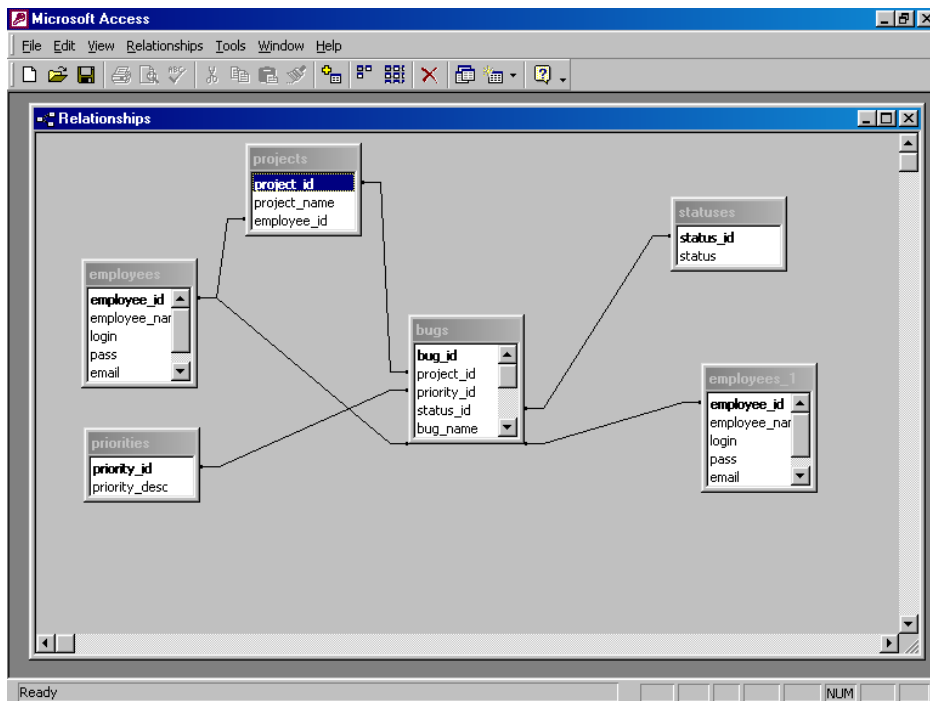 Microsoft Access
File Edit View Relationships Tools Window Help
Relationships
projects
project_id
project_name
employee_id
statuses
status_id
status
employees
employee_id
employee_nar
login
pass
email
bugs
bug_id
project_id
priority_id
status_id
bug_name
employees_1
employee_id
employee_nar
login
pass
email
priorities
priority_id
priority_desc
Ready
NUM